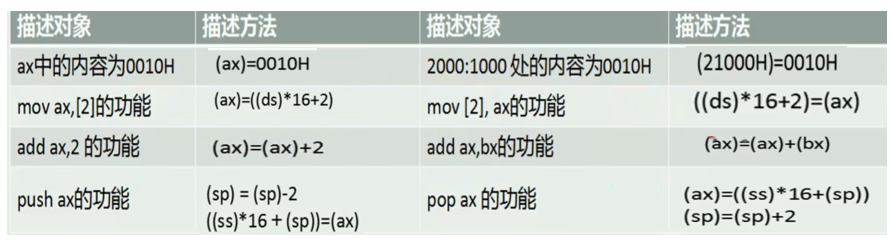 描述对象 描述方法 描述对象 描述方法
ax中的内容为0010H (ax)=0010H 2000:1000 处的内容为0010H (21000H)=0010H
mov ax,[2]的功能 (ax)=((ds)*16+2) mov [2], ax的功能 ((ds)*16+2)=(ax)
add ax,2 的功能 (ax)=(ax)+2 add ax,bx的功能 (ax)=(ax)+(bx)
push ax的功能 (sp) = (sp)-2 pop ax 的功能 (ax)=((ss)*16+(sp))
((ss)*16 + (sp))=(ax) (sp)=(sp)+2